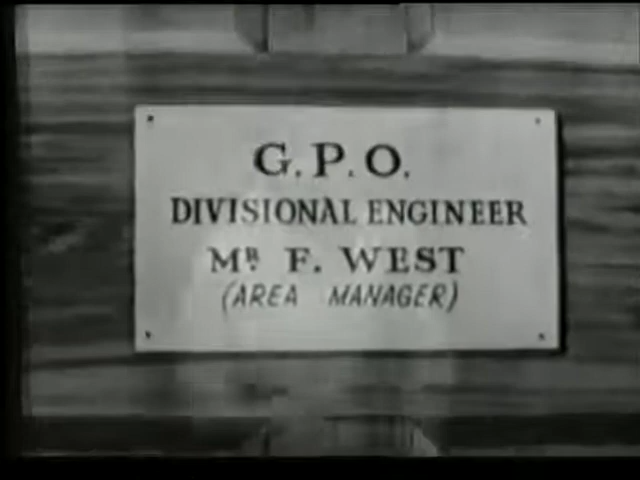 G.P.O.
DIVISIONAL ENGINEER
MR. F. WEST
(AREA MANAGER)